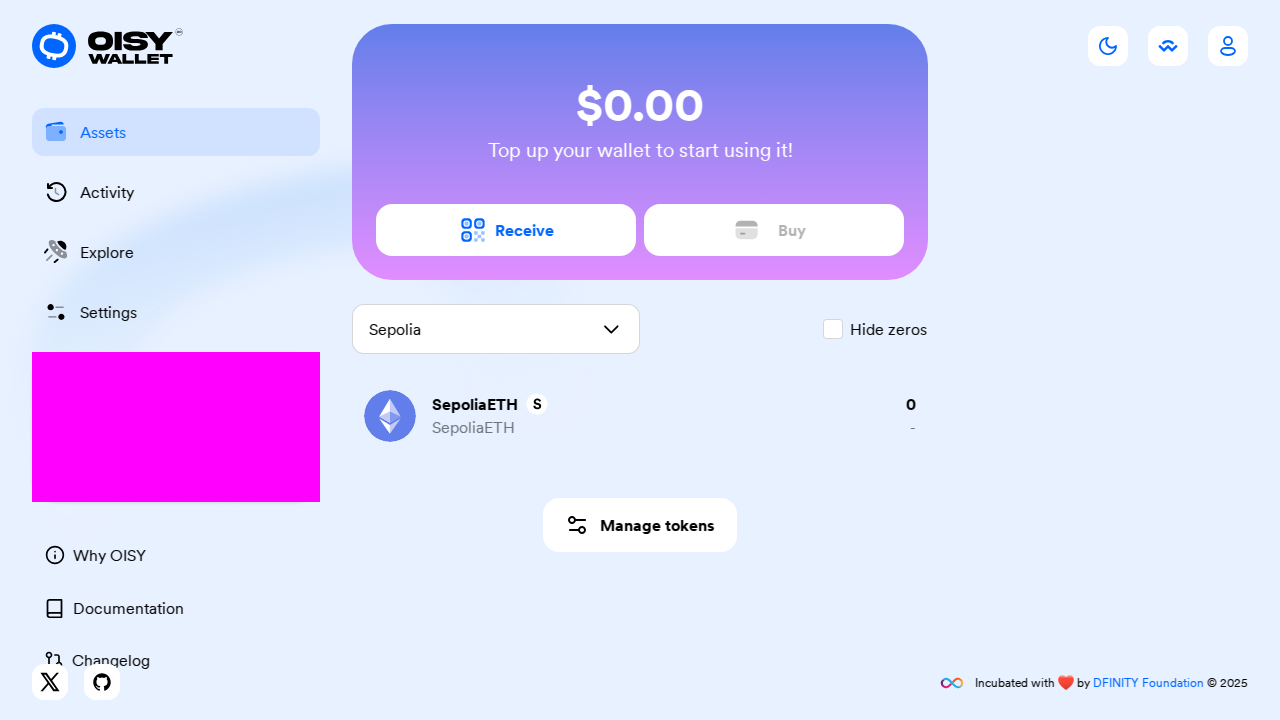 OISY
WALLET
Assets
Activity
Explore
Settings
Why OISY
Documentation
Changelog
$0.00
Top up your wallet to start using it!
Receive
Buy
Sepolia
Hide zeros
SepoliaETH S
0
SepoliaETH
-
Manage tokens
Incubated with ❤️ by DFINITY Foundation © 2025